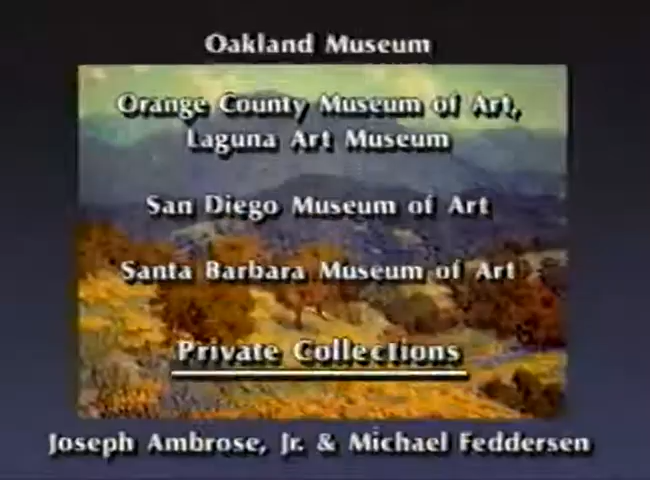 Oakland Museum
Orange County Museum of Art,
Laguna Art Museum
San Diego Museum of Art
Santa Barbara Museum of Art
Private Collections
Joseph Ambrose, Jr. & Michael Feddersen